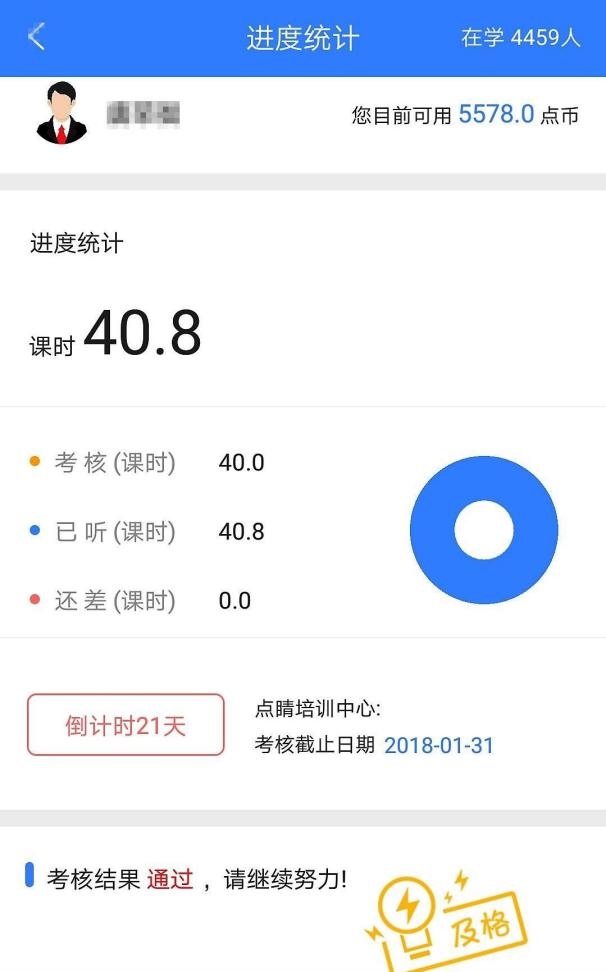 进度统计 在学 4459人
您目前可用 5578.0 点币
进度统计
课时 40.8
考 核 (课时) 40.0
已 听 (课时) 40.8
还 差 (课时) 0.0
倒计时21天
点睛培训中心:
考核截止日期 2018-01-31
考核结果 通过 ，请继续努力!
及格